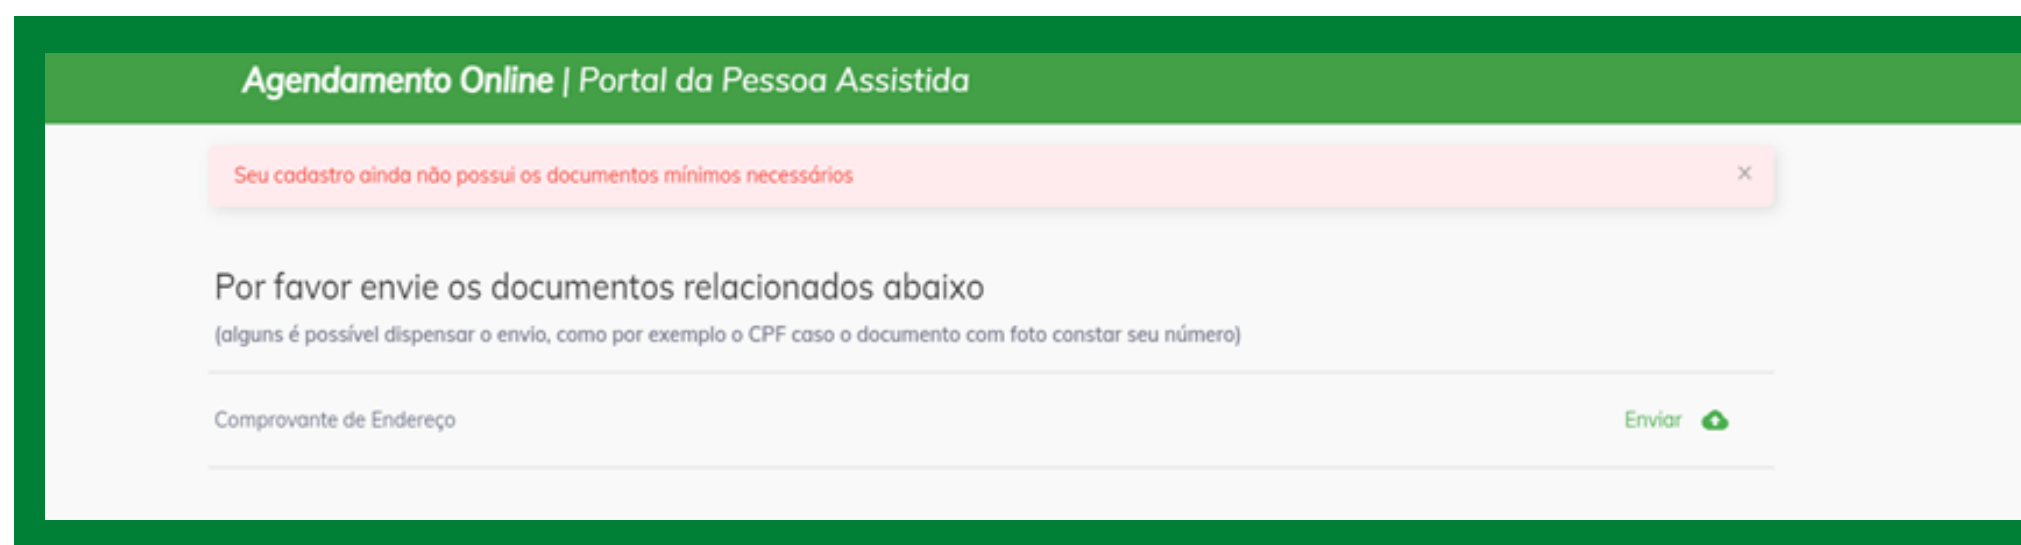 Agendamento Online | Portal da Pessoa Assistida
Seu cadastro ainda não possui os documentos mínimos necessários ×
Por favor envie os documentos relacionados abaixo
(alguns é possível dispensar o envio, como por exemplo o CPF caso o documento com foto constar seu número)
Comprovante de Endereço Enviar